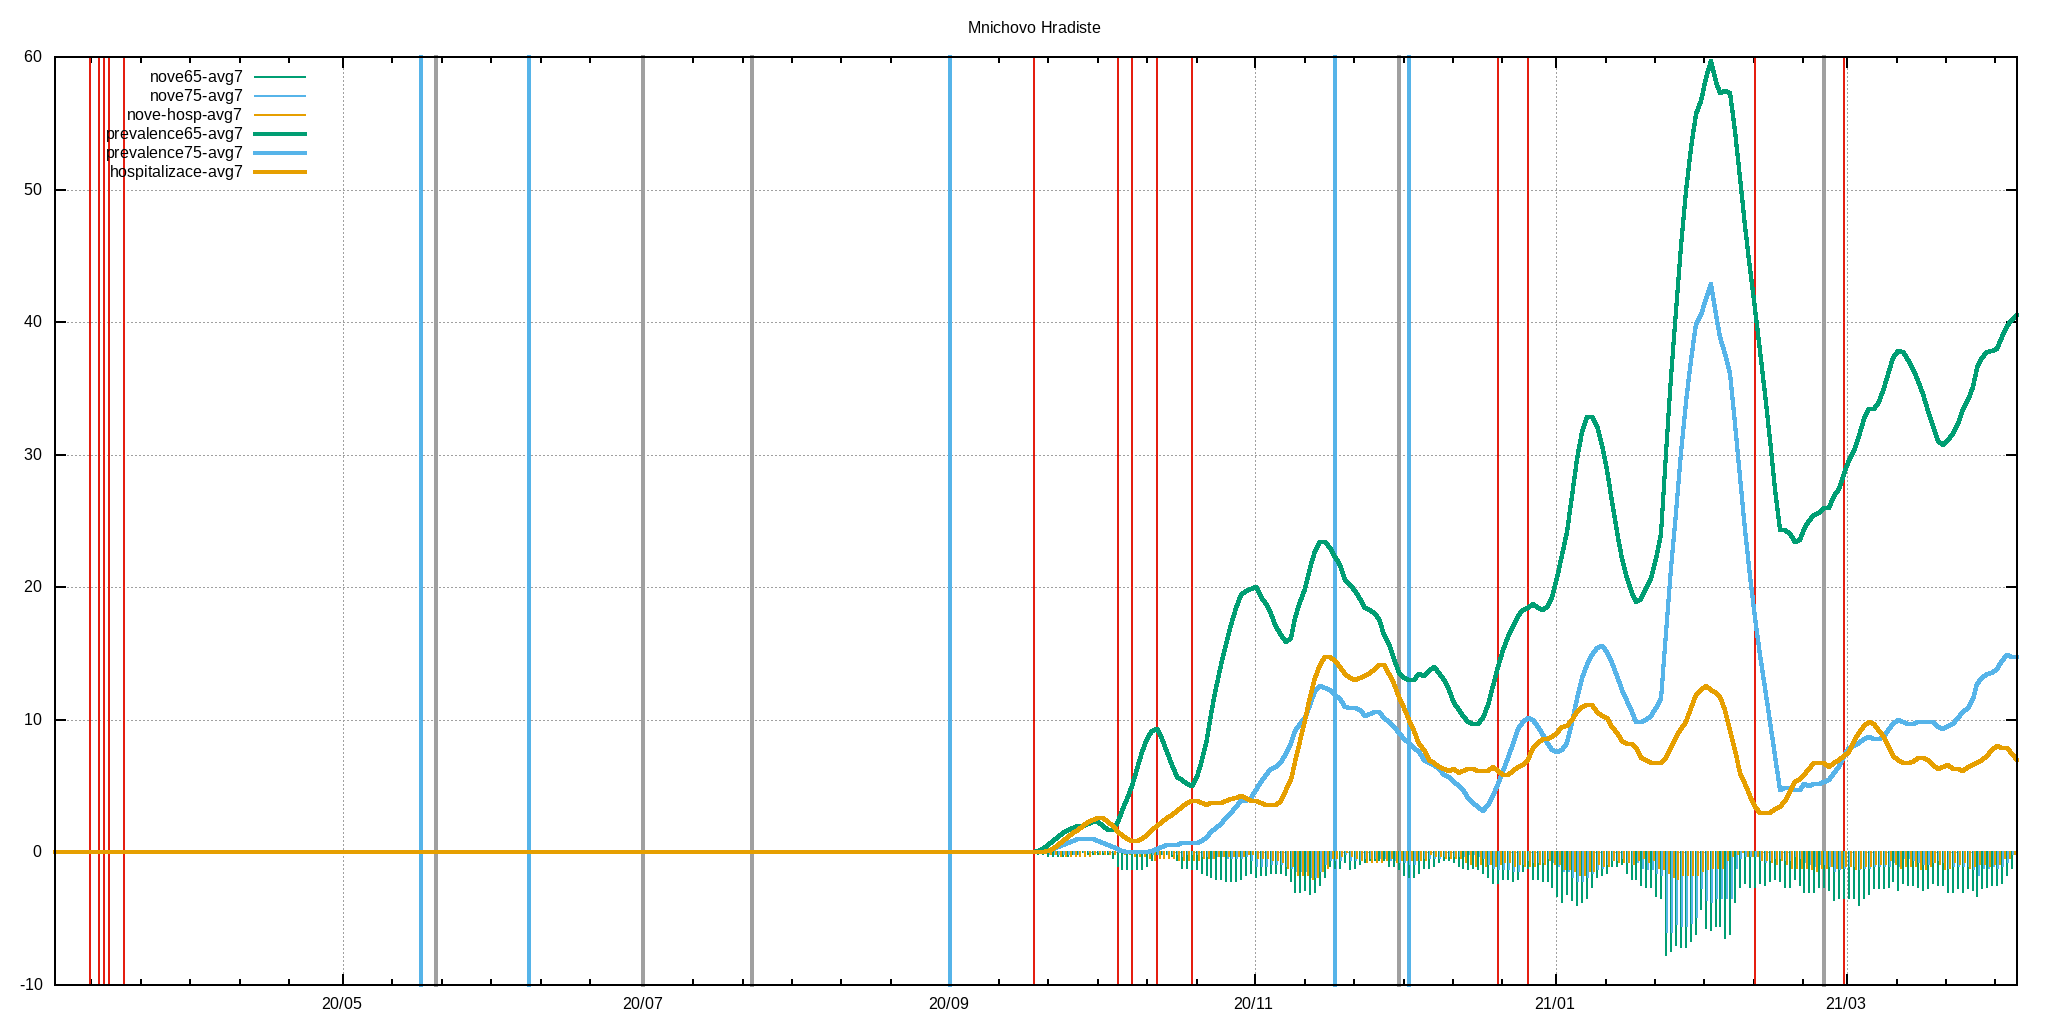 Mnichovo Hradiste
60
50
40
30
20
10
0
-10
nove65-avg7
nove75-avg7
nove-hosp-avg7
prevalence65-avg7
prevalence75-avg7
hospitalizace-avg7
20/05 20/07 20/09 20/11 21/01 21/03